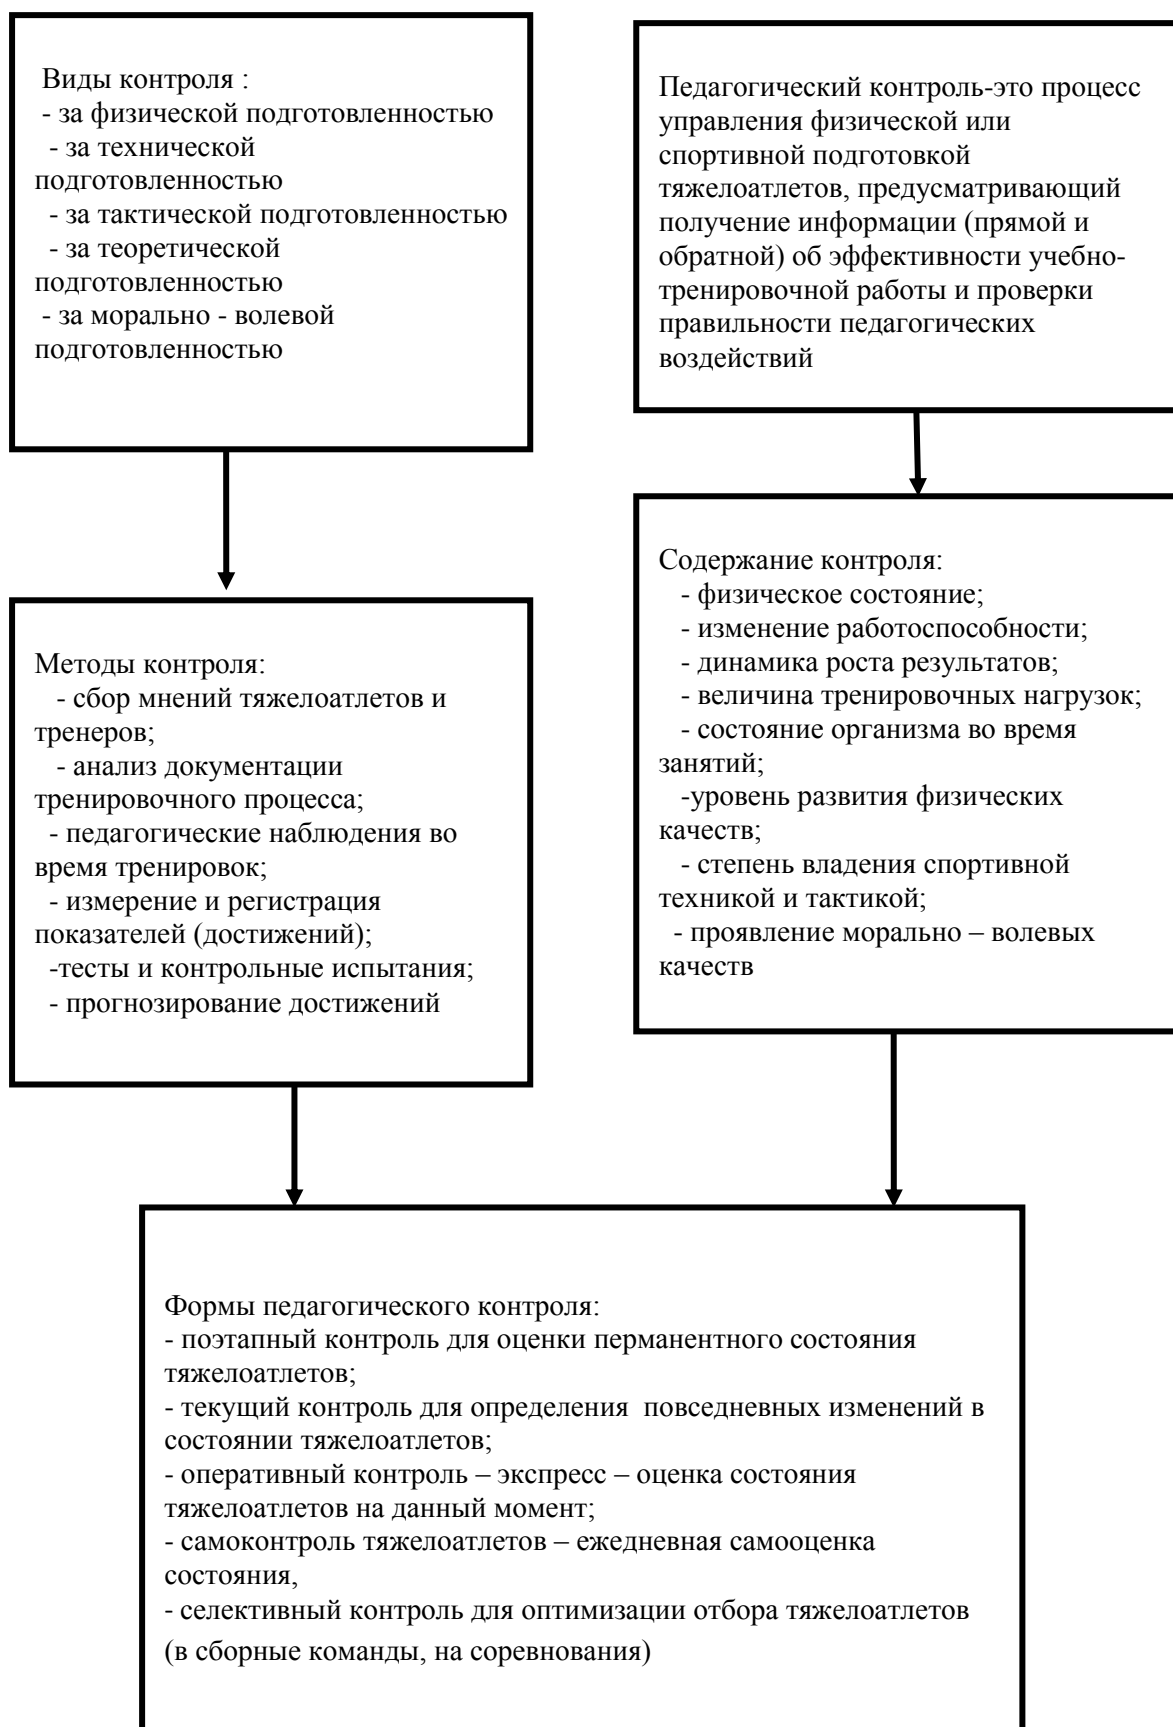 Виды контроля :
- за физической подготовленностью
- за технической
подготовленностью
- за тактической подготовленностью
- за теоретической
подготовленностью
- за морально - волевой
подготовленностью
Педагогический контроль-это процесс
управления физической или
спортивной подготовкой
тяжелоатлетов, предусматривающий
получение информации (прямой и
обратной) об эффективности учебно-
тренировочной работы и проверки
правильности педагогических
воздействий
Методы контроля:
- сбор мнений тяжелоатлетов и
тренеров;
- анализ документации
тренировочного процесса;
- педагогические наблюдения во
время тренировок;
- измерение и регистрация
показателей (достижений);
-тесты и контрольные испытания;
- прогнозирование достижений
Содержание контроля:
- физическое состояние;
- изменение работоспособности;
- динамика роста результатов;
- величина тренировочных нагрузок;
- состояние организма во время
занятий;
-уровень развития физических
качеств;
- степень владения спортивной
техникой и тактикой;
- проявление морально – волевых
качеств
Формы педагогического контроля:
- поэтапный контроль для оценки перманентного состояния
тяжелоатлетов;
- текущий контроль для определения  повседневных изменений в
состоянии тяжелоатлетов;
- оперативный контроль – экспресс – оценка состояния
тяжелоатлетов на данный момент;
- самоконтроль тяжелоатлетов – ежедневная самооценка
состояния,
- селективный контроль для оптимизации отбора тяжелоатлетов
(в сборные команды, на соревнования)